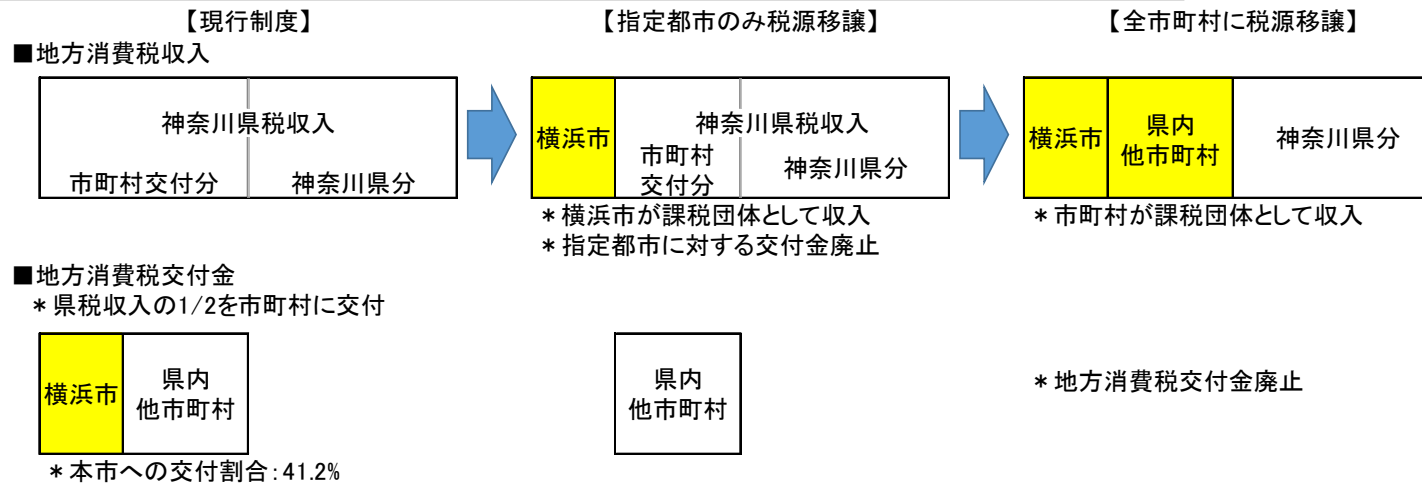 【現行制度】
【指定都市のみ税源移譲】
【全市町村に税源移譲】
■地方消費税収入
神奈川県税収入
市町村交付分
神奈川県分
横浜市
神奈川県税収入
市町村
交付分
神奈川県分
横浜市
県内
他市町村
神奈川県分
＊横浜市が課税団体として収入
＊指定都市に対する交付金廃止
＊市町村が課税団体として収入
■地方消費税交付金
＊県税収入の1/2を市町村に交付
横浜市
県内
他市町村
県内
他市町村
＊地方消費税交付金廃止
＊本市への交付割合：41.2%